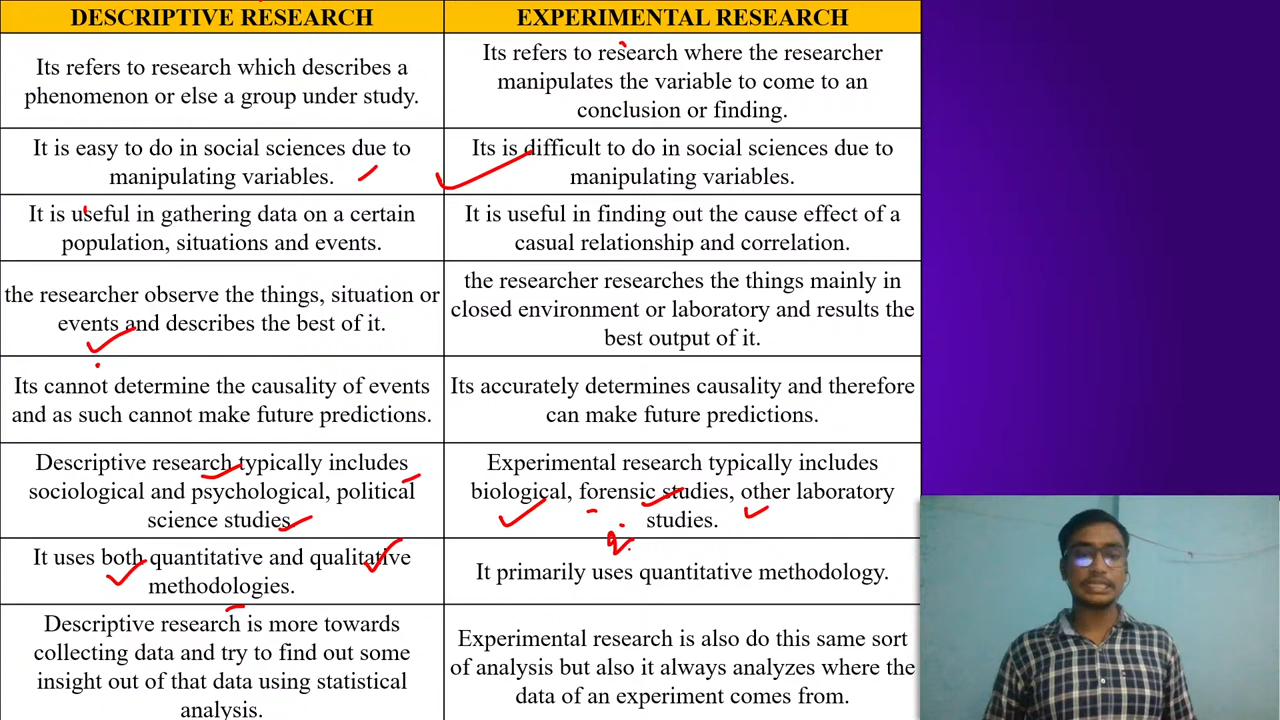 DESCRIPTIVE RESEARCH
EXPERIMENTAL RESEARCH
Its refers to research which describes a
phenomenon or else a group under study.
Its refers to research where the researcher
manipulates the variable to come to an
conclusion or finding.
It is easy to do in social sciences due to
manipulating variables.
Its is difficult to do in social sciences due to
manipulating variables.
It is useful in gathering data on a certain
population, situations and events.
It is useful in finding out the cause effect of a
casual relationship and correlation.
the researcher observe the things, situation or
events and describes the best of it.
the researcher researches the things mainly in
closed environment or laboratory and results the
best output of it.
Its cannot determine the causality of events
and as such cannot make future predictions.
Its accurately determines causality and therefore
can make future predictions.
Descriptive research typically includes
sociological and psychological, political
science studies.
Experimental research typically includes
biological, forensic studies, other laboratory
studies.
It uses both quantitative and qualitative
methodologies.
It primarily uses quantitative methodology.
Descriptive research is more towards
collecting data and try to find out some
insight out of that data using statistical
analysis.
Experimental research is also do this same sort
of analysis but also it always analyzes where the
data of an experiment comes from.